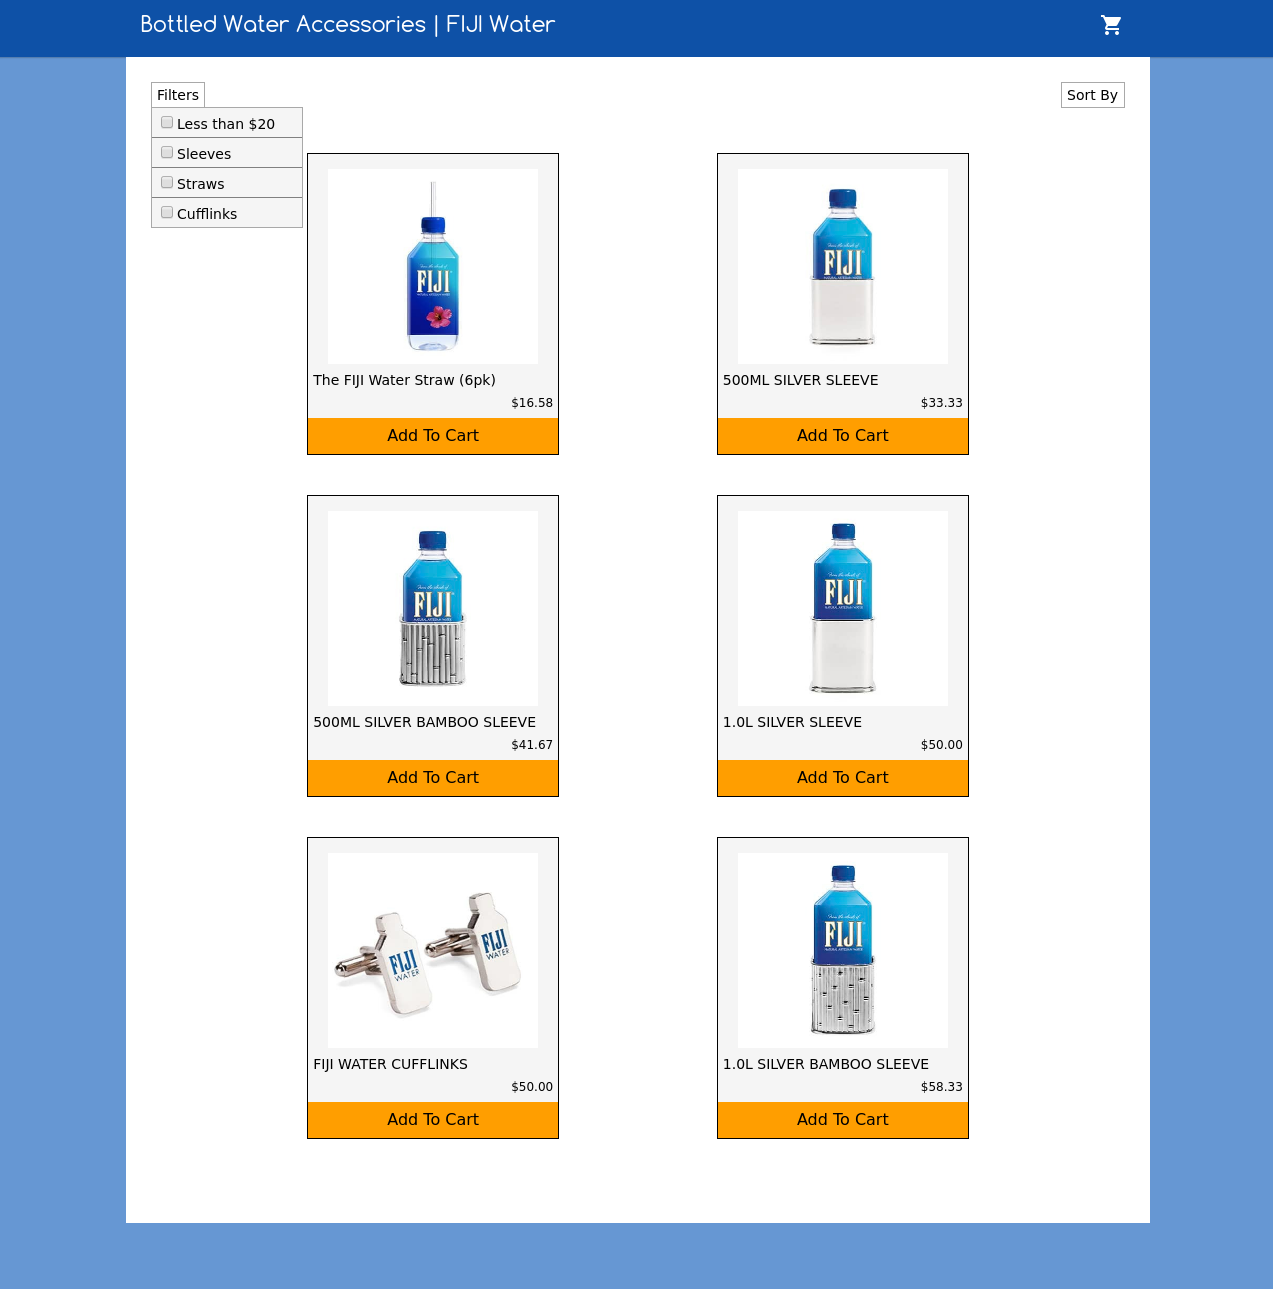 Bottled Water Accessories | FIJI Water
Filters
Sort By
Less than $20
Sleeves
Straws
Cufflinks
FIJI
The FIJI Water Straw (6pk)
$16.58
Add To Cart
FIJI
500ML SILVER SLEEVE
$33.33
Add To Cart
FIJI
500ML SILVER BAMBOO SLEEVE
$41.67
Add To Cart
FIJI
1.0L SILVER SLEEVE
$50.00
Add To Cart
FIJI
WATER
FIJI
WATER
FIJI WATER CUFFLINKS
$50.00
Add To Cart
FIJI
1.0L SILVER BAMBOO SLEEVE
$58.33
Add To Cart